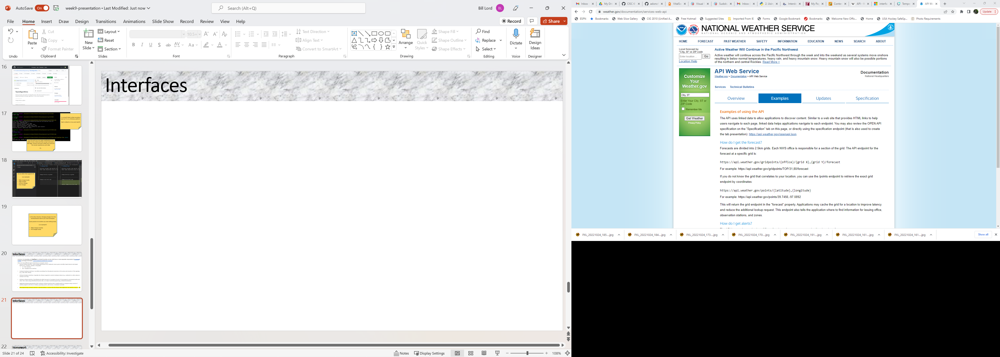 AutoSave On week9-presentation • Last Modified: Just now Search (Alt+Q) Bill Lord BL
File Home Insert Draw Design Transitions Animations Slide Show Record Review View Help Record Share
Undo
Paste Cut Copy Format Painter
Clipboard
New Slide Layout Reset Section
Slides
10.5+
B I U S ab AV Aa A
Font
Text Direction
Align Text
Convert to SmartArt
Paragraph
Arrange
Quick Styles
Shape Fill
Shape Outline
Shape Effects
Drawing
Find
Replace
Select
Editing
Dictate
Voice
Design Ideas
Designer
16
TeamAlgorithms
17
18
19
20
Interfaces
21
Interfaces
22
Homework
Interfaces
Slide 21 of 24 Accessibility: Investigate Notes Display Settings 108%
Inbox My Dri CISC 6 adono VitalSo Visual Sudok Inbox ( 2. Usin Interde My Pa Conte API - W interfa Tempe API We
weather.gov/documentation/services-web-api Update
ESPN Bookmarks Web Slice Gallery CIG 2010 (Unified A... Free Hotmail Suggested Sites Imported From IE Forms Google Bookmark Bookmarks Welcome New Offic... Home USA Hockey SafeSp... Photo Requirements
NATIONAL WEATHER SERVICE
NATIONAL OCEANIC AND ATMOSPHERIC ADMINISTRATION
HOME FORECAST PAST WEATHER SAFETY INFORMATION EDUCATION NEWS SEARCH ABOUT
Local forecast by
"City, St" or ZIP code
Enter location ... Go
Location Help
Active Weather Will Continue in the Pacific Northwest
Active weather will continue across the Pacific Northwest through the week and into the weekend as several systems move onshore
resulting in below normal temperatures, heavy rain, and heavy mountain snow. Heavy mountain snow will also be possible portions
of the northern and central Rockies. Read More >
Customize
Your
Weather.gov
City, ST
Enter Your City, ST or
ZIP Code
Remember Me
Get Weather
Privacy Policy
API Web Service
Weather.gov > Documentation > API Web Service
Documentation
National Headquarters
Services Technical Bulletins
Overview Examples Updates Specification
Examples of using the API
The API uses linked data to allow applications to discover content. Similar to a web site that provides HTML links to help
users navigate to each page, linked data helps applications navigate to each endpoint. You may also review the OPEN API
specification on the "Specification" tab on this page, or directly using the specification endpoint (that is also used to create
the tab presentation): https://api.weather.gov/openapi.json.
How do I get the forecast?
Forecasts are divided into 2.5km grids. Each NWS office is responsible for a section of the grid. The API endpoint for the
forecast at a specific grid is:
https://api.weather.gov/gridpoints/{office}/{grid X},{grid Y}/forecast
For example: https://api.weather.gov/gridpoints/TOP/31,80/forecast
If you do not know the grid that correlates to your location, you can use the /points endpoint to retrieve the exact grid
endpoint by coordinates:
https://api.weather.gov/points/{latitude},{longitude}
For example: https://api.weather.gov/points/39.7456,-97.0892
This will return the grid endpoint in the "forecast" property. Applications may cache the grid for a location to improve latency
and reduce the additional lookup request. This endpoint also tells the application where to find information for issuing office,
observation stations, and zones.
How do I get alerts?
PXL_20221024_185....jpg PXL_20221024_184....jpg PXL_20221024_173....jpg PXL_20221024_170....jpg PXL_20221024_191....jpg PXL_20221024_161....jpg PXL_20221024_161....jpg Show all